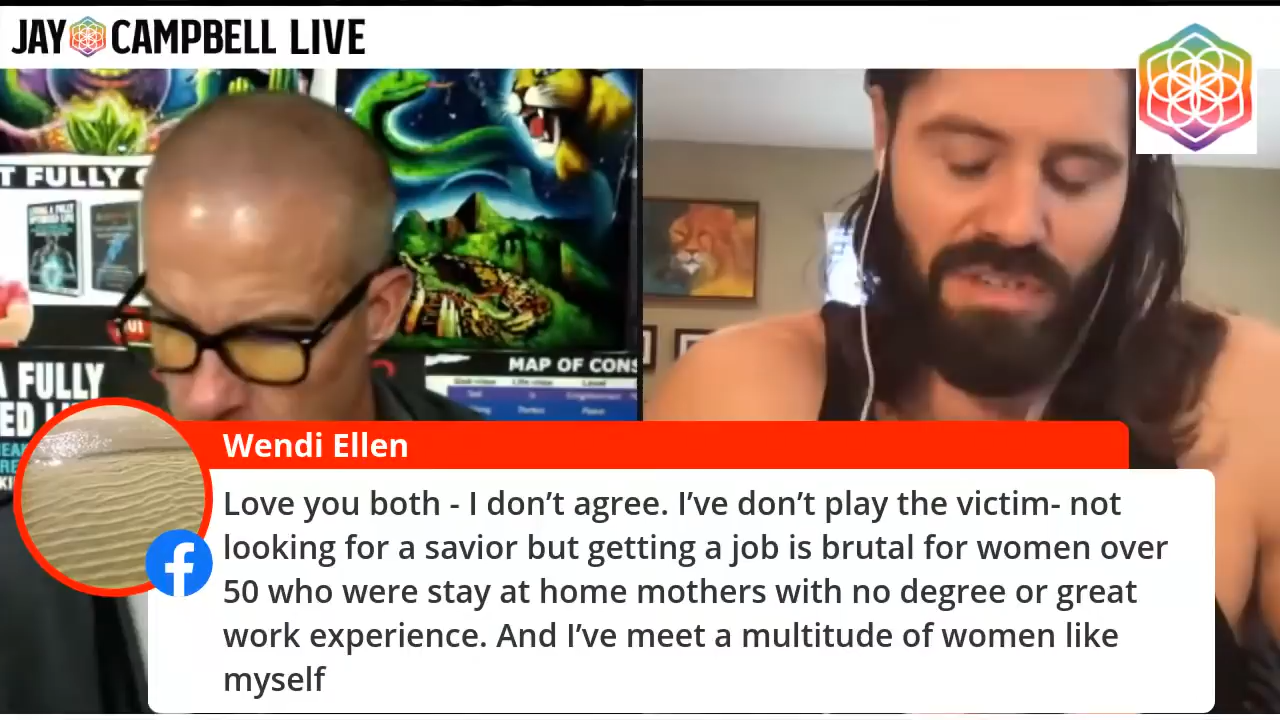 JAY CAMPBELL LIVE
T FULLY
A FULLY
ED
MAP OF CONS
Wendi Ellen
Love you both - I don’t agree. I’ve don’t play the victim- not
looking for a savior but getting a job is brutal for women over
50 who were stay at home mothers with no degree or great
work experience. And I’ve meet a multitude of women like
myself